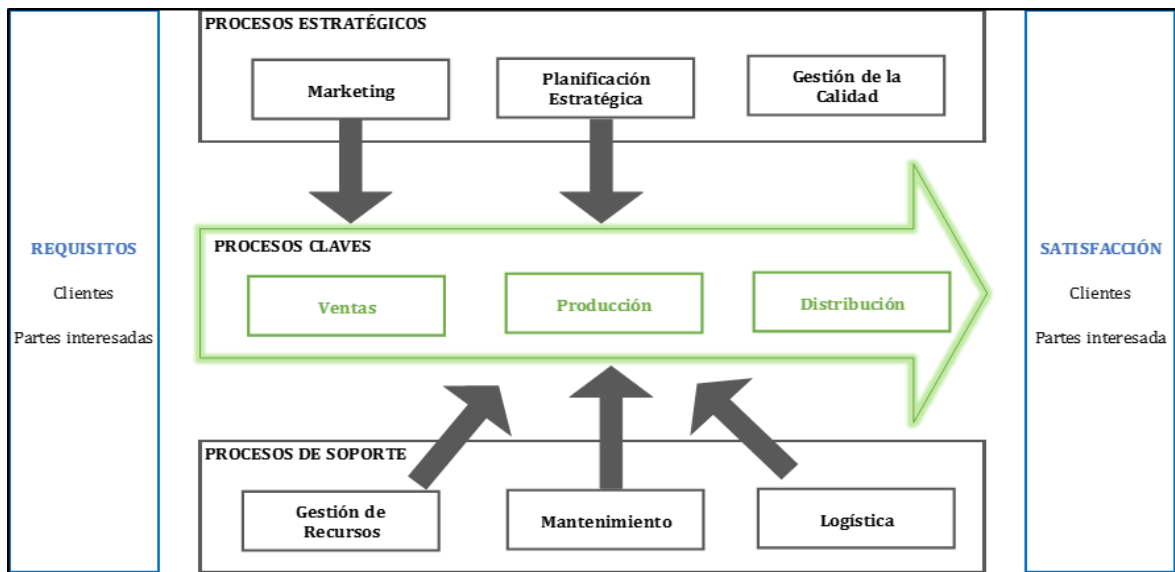 PROCESOS ESTRATÉGICOS
Marketing
Planificación
Estratégica
Gestión de la
Calidad
REQUISITOS
Clientes
Partes interesadas
PROCESOS CLAVES
Ventas
Producción
Distribución
SATISFACCIÓN
Clientes
Partes interesada
PROCESOS DE SOPORTE
Gestión de
Recursos
Mantenimiento
Logística